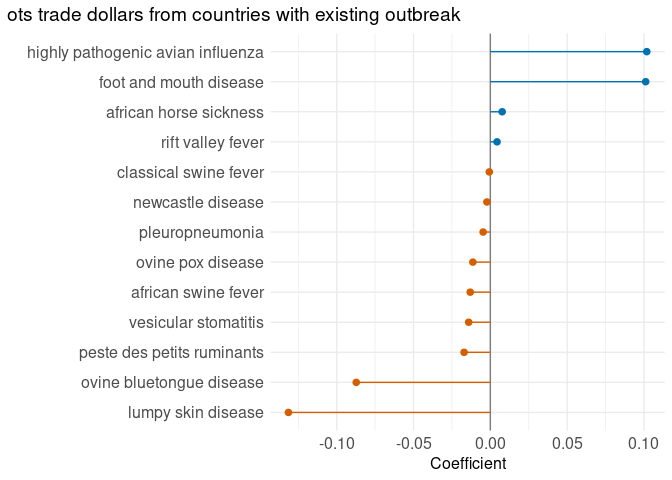 ots trade dollars from countries with existing outbreak
highly pathogenic avian influenza
foot and mouth disease
african horse sickness
rift valley fever
classical swine fever
newcastle disease
pleuropneumonia
ovine pox disease
african swine fever
vesicular stomatitis
peste des petits ruminants
ovine bluetongue disease
lumpy skin disease
-0.10 -0.05 0.00 0.05 0.10
Coefficient